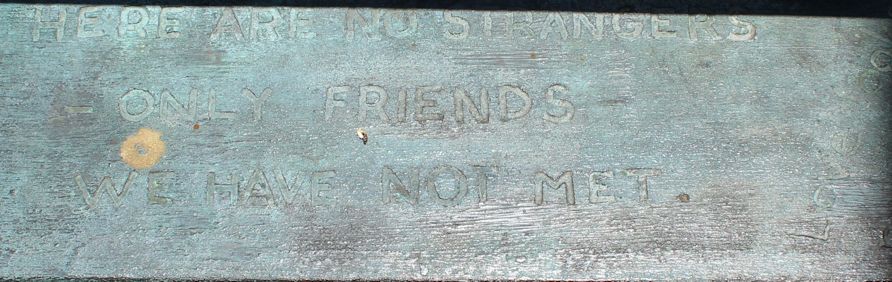 HERE ARE NO STRANGERS
- ONLY FRIENDS -
WE HAVE NOT MET.